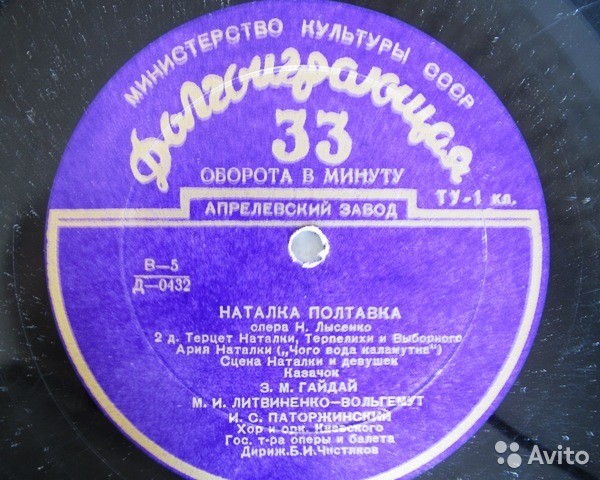 МИНИСТЕРСТВО КУЛЬТУРЫ СССР
Долгоиграющая
33
ОБОРОТА В МИНУТУ
ТУ-1 кл.
АПРЕЛЕВСКИЙ ЗАВОД
В—5
Д—0432
НАТАЛКА ПОЛТАВКА
опера Н. Лысенко
2 д. Терцет Наталки, Терпелихи и Выборного
Ария Наталки („Чого вода каламутна")
Сцена Наталки и девушек
Казачок
З. М. ГАЙДАЙ
М. И. ЛИТВИНЕНКО—ВОЛЬГЕМУТ
И. С. ПАТОРЖИНСКИЙ
Хор и орк. Киевского
Гос. т-ра оперы и балета
Дириж.Б.И.Чистяков
Avito